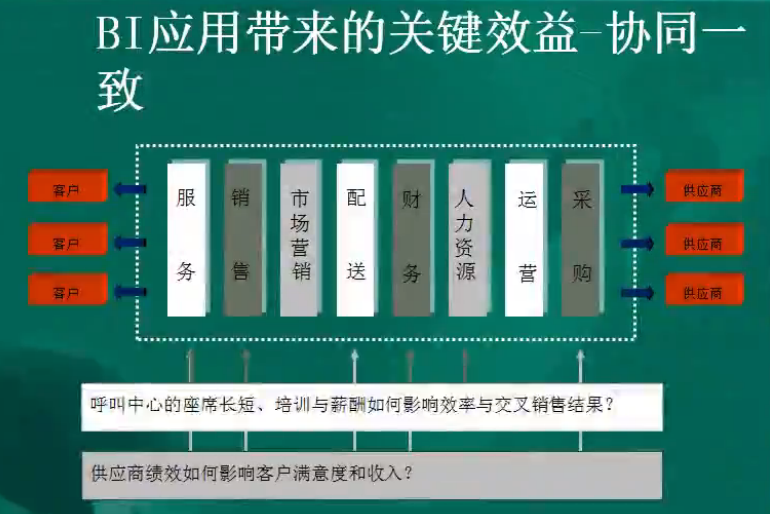 BI应用带来的关键效益-协同一
致
客户
客户
客户
服务
销售
市场营销
配送
财务
人力资源
运营
采购
供应商
供应商
供应商
呼叫中心的座席长短、培训与薪酬如何影响效率与交叉销售结果？
供应商绩效如何影响客户满意度和收入？